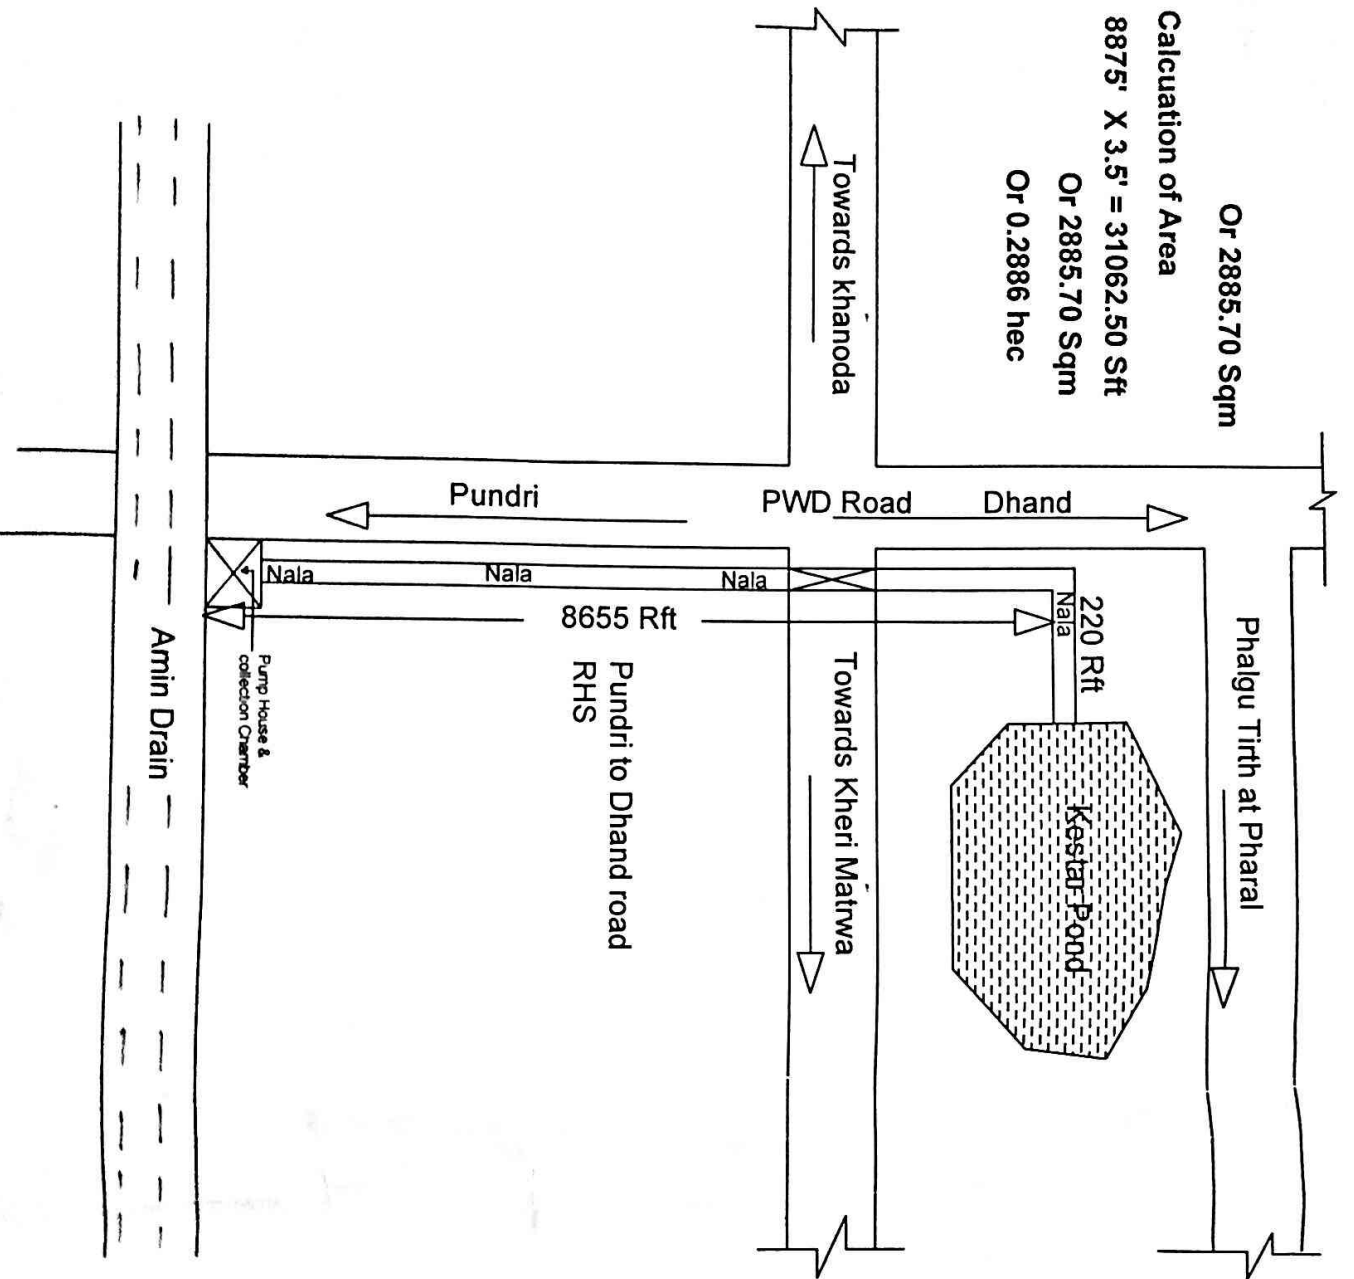 Or 2885.70 Sqm
Calcuation of Area
8875' X 3.5' = 31062.50 Sft
Or 2885.70 Sqm
Or 0.2886 hec
Towards khanoda
Pundri
PWD Road
Dhand
Nala
Nala
Nala
Nala
220 Rft
8655 Rft
Phalgu Tirth at Pharal
Kestar Pond
Towards Kheri Matrwa
Pundri to Dhand road
RHS
Pump House &
collection Chamber
Amin Drain